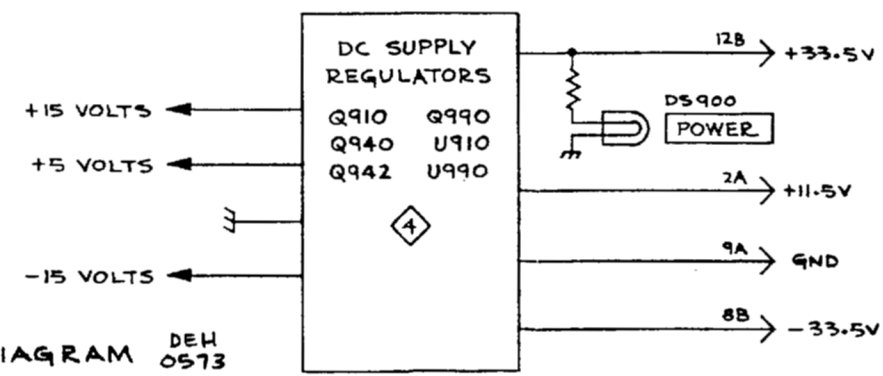 DC SUPPLY
REGULATORS
Q910 Q990
Q940 U910
Q942 U990
4
+15 VOLTS
+5 VOLTS
-15 VOLTS
12B
+33.5V
DS900
POWER
2A
+11.5V
9A
GND
8B
-33.5V
IAGRAM
DEH
0573